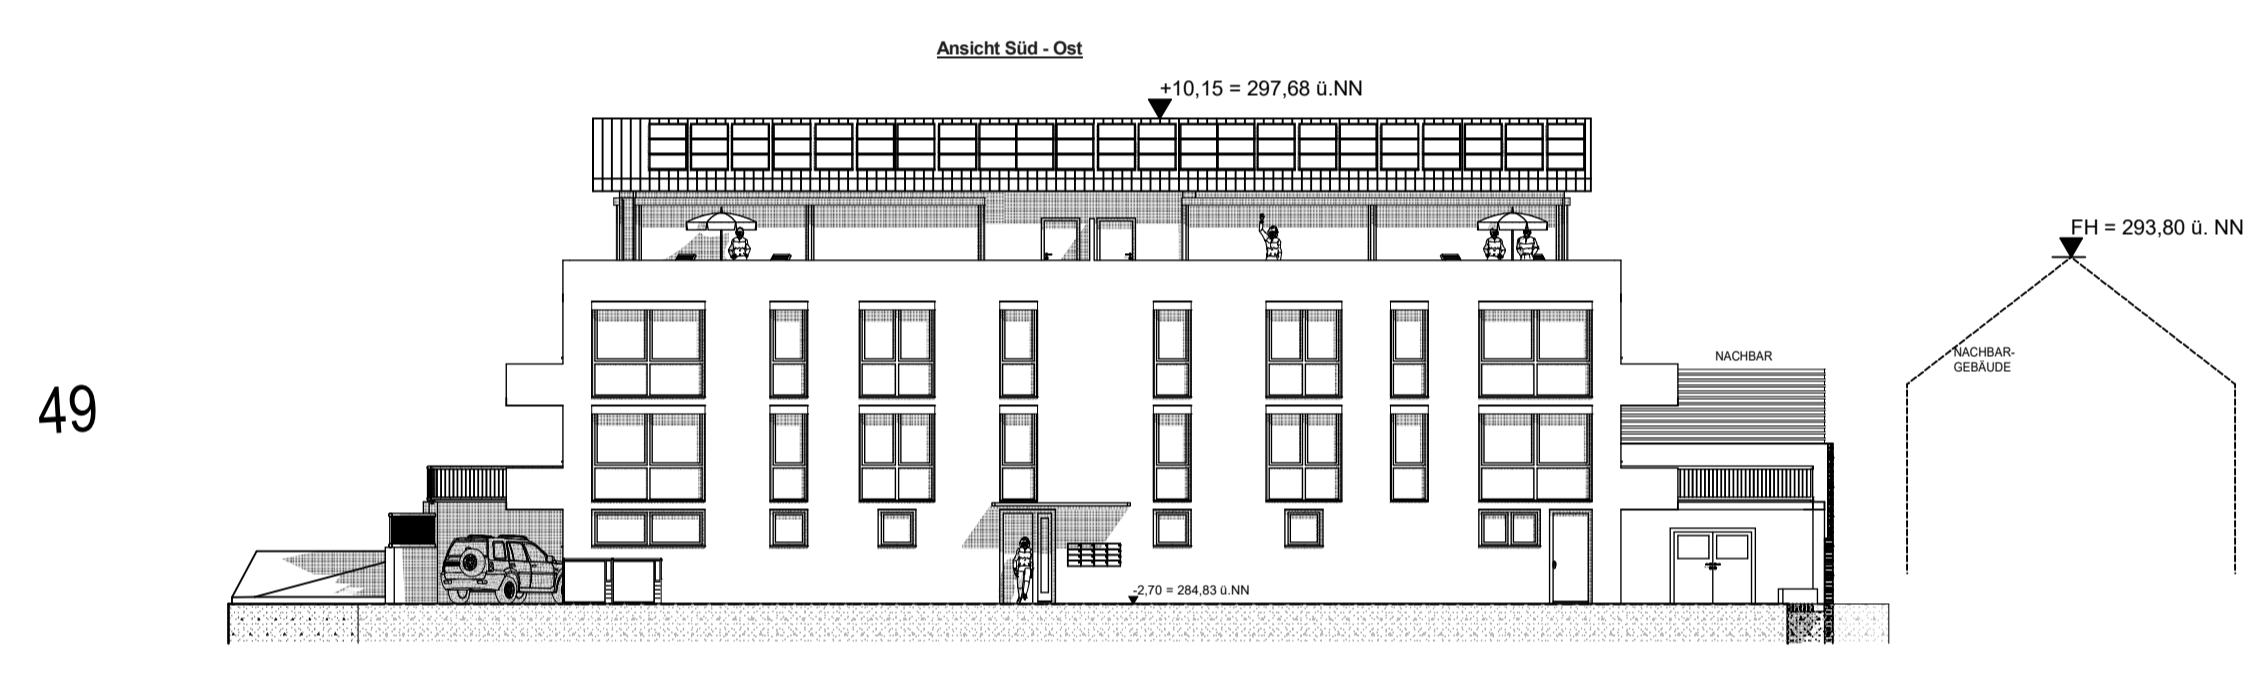 Ansicht Süd - Ost
+10,15 = 297,68 ü.NN
FH = 293,80 ü. NN
NACHBAR
NACHBAR-
GEBÄUDE
49
-2,70 = 284,83 ü.NN